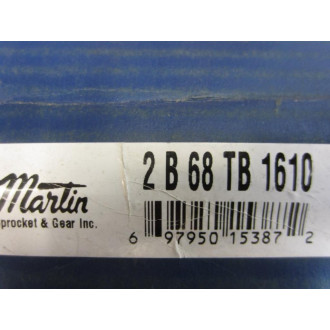 2 B 68 TB 1610
Martin
procket & Gear Inc.
6 97950 15387 2